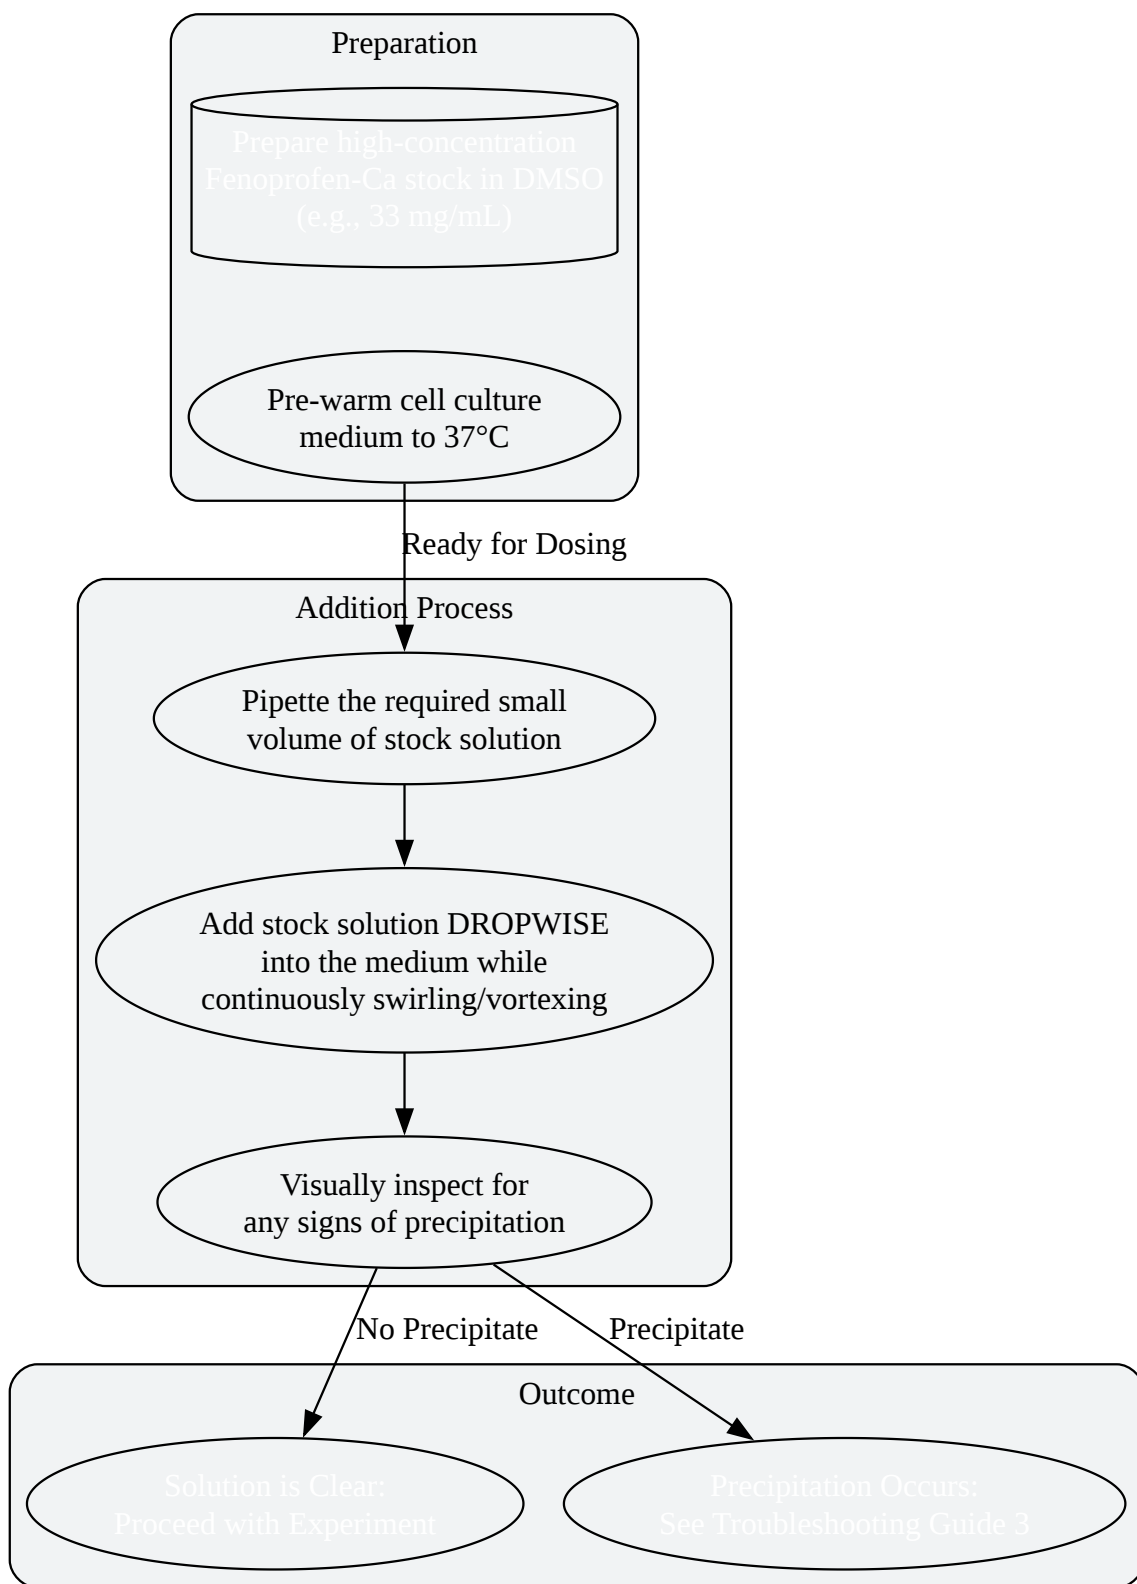 Preparation
Prepare high-concentration
Fenoprofen-Ca stock in DMSO
(e.g., 33 mg/mL)
Pre-warm cell culture
medium to 37°C
Ready for Dosing
Addition Process
Pipette the required small
volume of stock solution
Add stock solution DROPWISE
into the medium while
continuously swirling/vortexing
Visually inspect for
any signs of precipitation
No Precipitate
Precipitate
Outcome
Solution is Clear:
Proceed with Experiment
Precipitation Occurs:
See Troubleshooting Guide 3